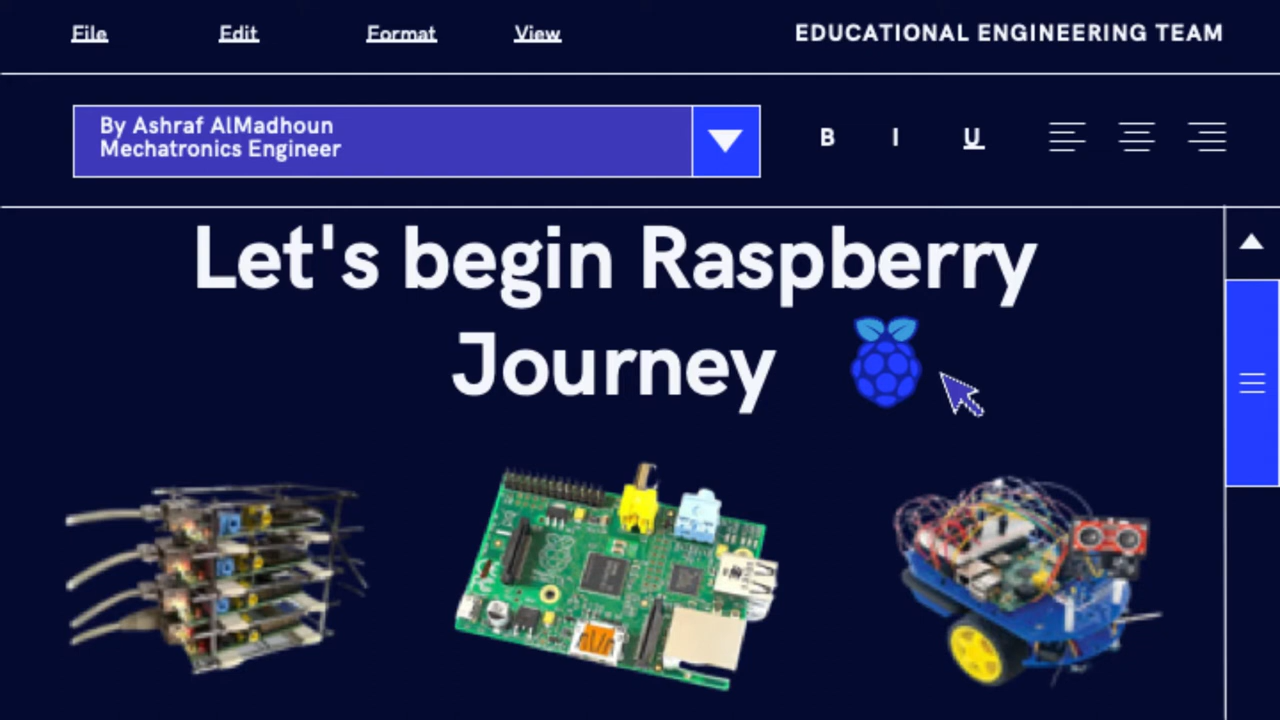 File Edit Format View EDUCATIONAL ENGINEERING TEAM
By Ashraf AlMadhoun
Mechatronics Engineer
B I U
Let's begin Raspberry
Journey